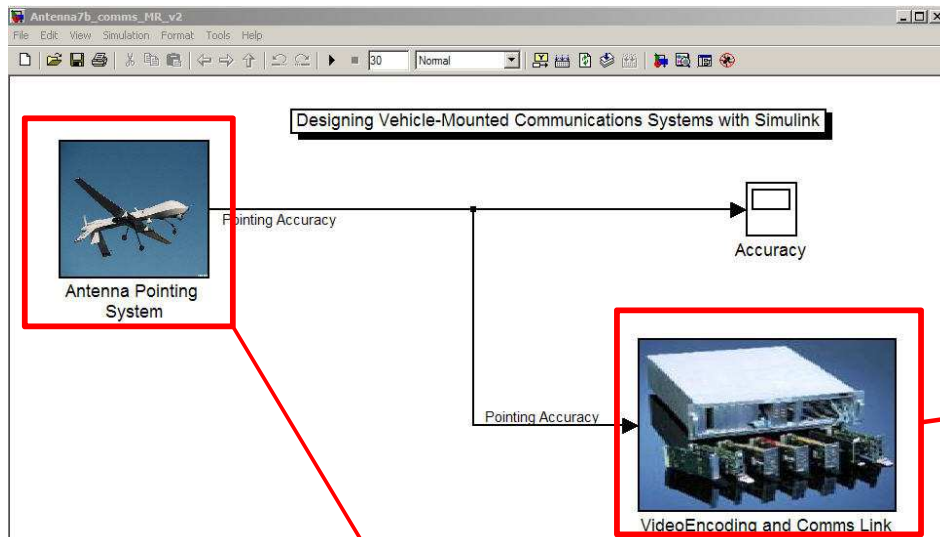 Antenna7b_comms_MR_v2
File Edit View Simulation Format Tools Help
30 Normal
Designing Vehicle-Mounted Communications Systems with Simulink
Pointing Accuracy
Accuracy
Antenna Pointing
System
Pointing Accuracy
VideoEncoding and Comms Link